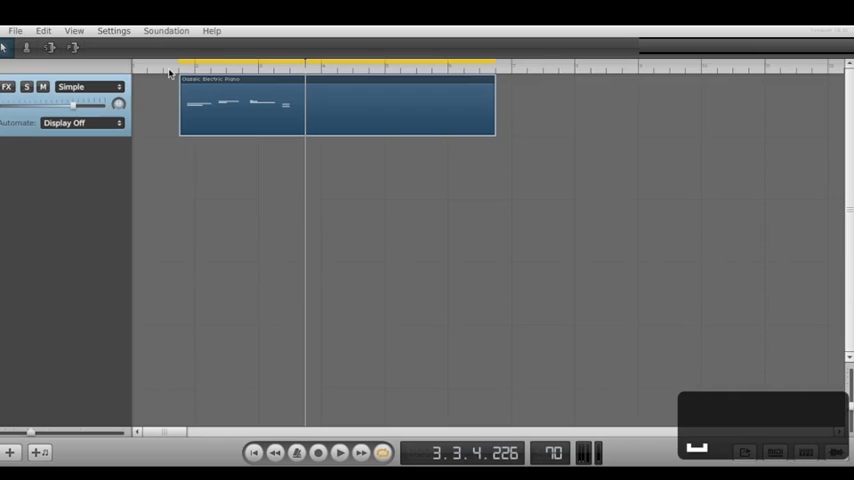 File Edit View Settings Soundation Help
Classic Electric Piano
FX S M Simple
Automate: Display Off
3. 3. 4. 226 70